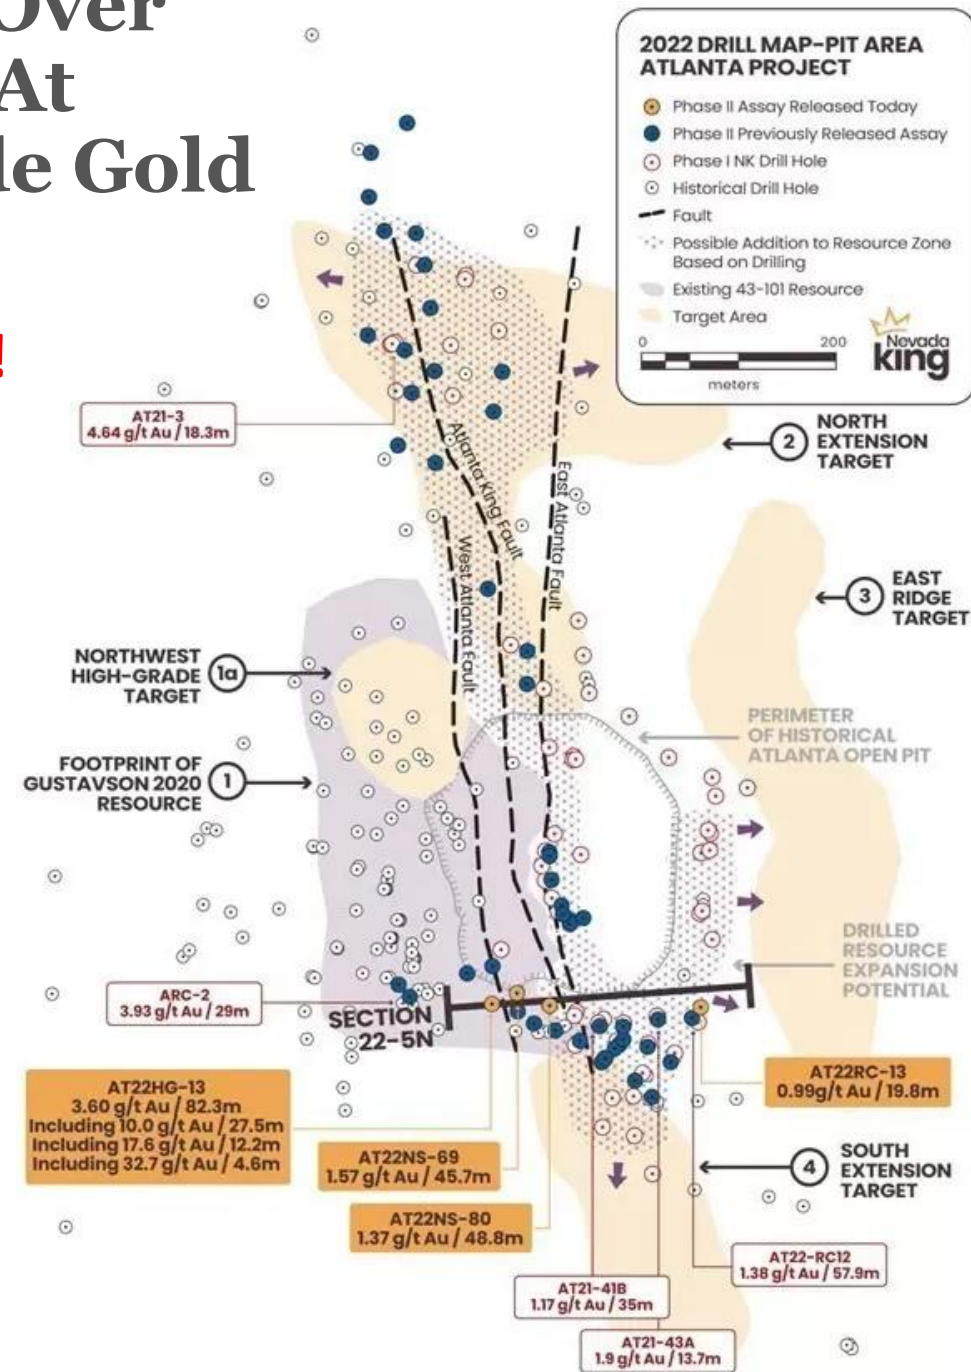 Over
At
le Gold
!
2022 DRILL MAP-PIT AREA
ATLANTA PROJECT
Phase II Assay Released Today
Phase II Previously Released Assay
Phase I NK Drill Hole
Historical Drill Hole
Fault
Possible Addition to Resource Zone
Based on Drilling
Existing 43-101 Resource
Target Area
0 200
meters
Nevada
king
AT21-3
4.64 g/t Au / 18.3m
2
NORTH
EXTENSION
TARGET
Atlanta King Fault
East Atlanta Fault
West Atlanta Fault
3
EAST
RIDGE
TARGET
NORTHWEST
HIGH-GRADE
TARGET
1a
PERIMETER
OF HISTORICAL
ATLANTA OPEN PIT
FOOTPRINT OF
GUSTAVSON 2020
RESOURCE
1
DRILLED
RESOURCE
EXPANSION
POTENTIAL
ARC-2
3.93 g/t Au / 29m
SECTION
22-5N
AT22HG-13
3.60 g/t Au / 82.3m
Including 10.0 g/t Au / 27.5m
Including 17.6 g/t Au / 12.2m
Including 32.7 g/t Au / 4.6m
AT22RC-13
0.99g/t Au / 19.8m
AT22NS-69
1.57 g/t Au / 45.7m
4
SOUTH
EXTENSION
TARGET
AT22NS-80
1.37 g/t Au / 48.8m
AT22-RC12
1.38 g/t Au / 57.9m
AT21-41B
1.17 g/t Au / 35m
AT21-43A
1.9 g/t Au / 13.7m